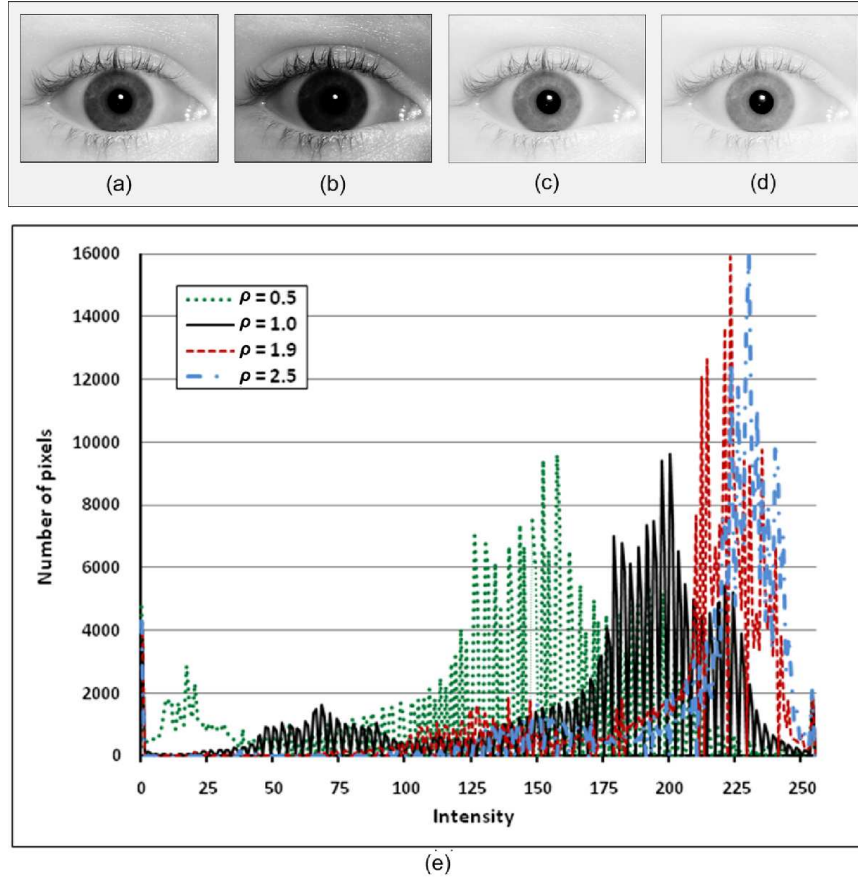 (a) (b) (c) (d)
16000
14000
12000
10000
8000
6000
4000
2000
0
Number of pixels
ρ = 0.5
ρ = 1.0
ρ = 1.9
ρ = 2.5
0 25 50 75 100 125 150 175 200 225 250
Intensity
(e)